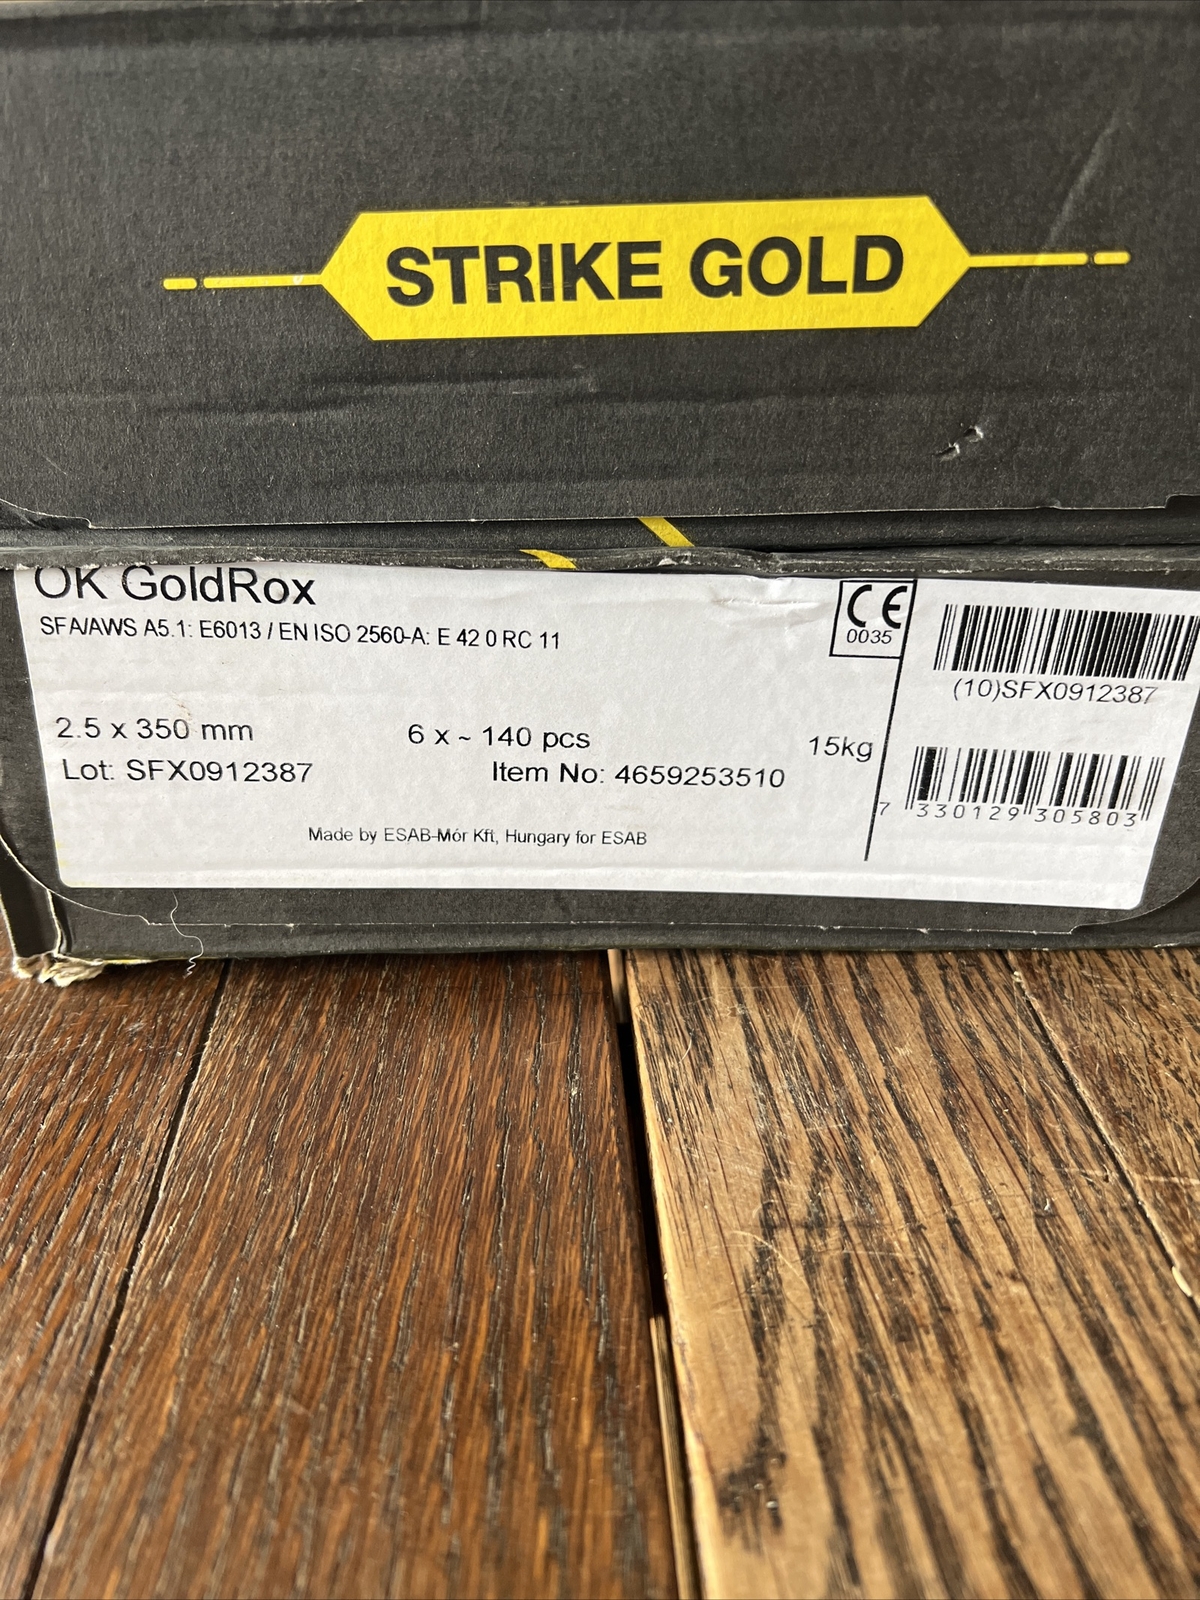 STRIKE GOLD
OK GoldRox
SFA/AWS A5.1: E6013 / EN ISO 2560-A: E 42 0 RC 11
CE
0035
(10)SFX0912387
2.5 x 350 mm
6 x ~ 140 pcs
15kg
Lot: SFX0912387
Item No: 4659253510
7 330129 305803
Made by ESAB-Mór Kft, Hungary for ESAB